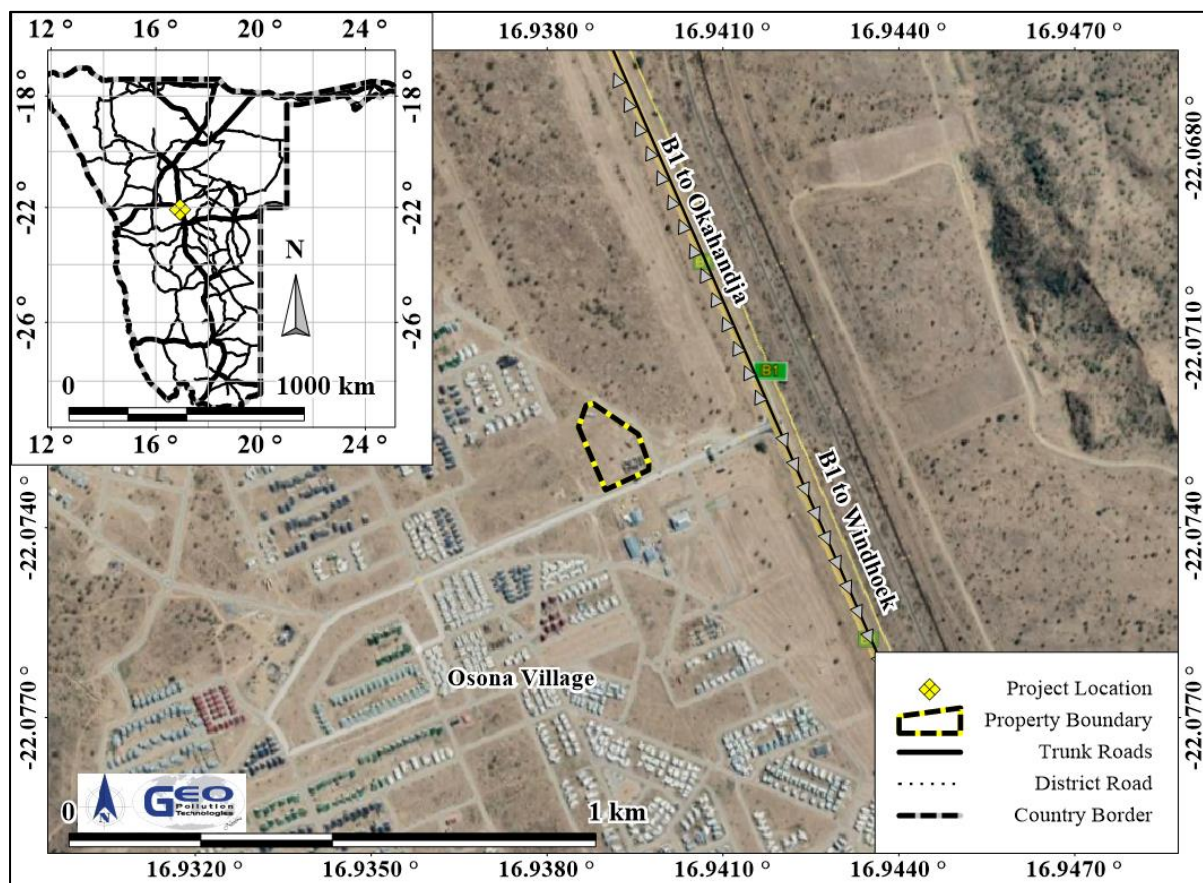 12 ° 16 ° 20 ° 24 °
16.9380 16.9410 16.9440 16.9470
-18 °
-22 °
-26 °
-18 °
-22 °
-26 °
N
0 1000 km
12 ° 16 ° 20 ° 24 °
-22.0680
-22.0710
-22.0740
-22.0770
B1 to Okahandja
B1
B1 to Windhoek
-22.0740
-22.0770
Osona Village
Project Location
Property Boundary
Trunk Roads
District Road
Country Border
N
GEO
Pollution
Technologies
0 1 km
16.9320 16.9350 16.9380 16.9410 16.9440 16.9470